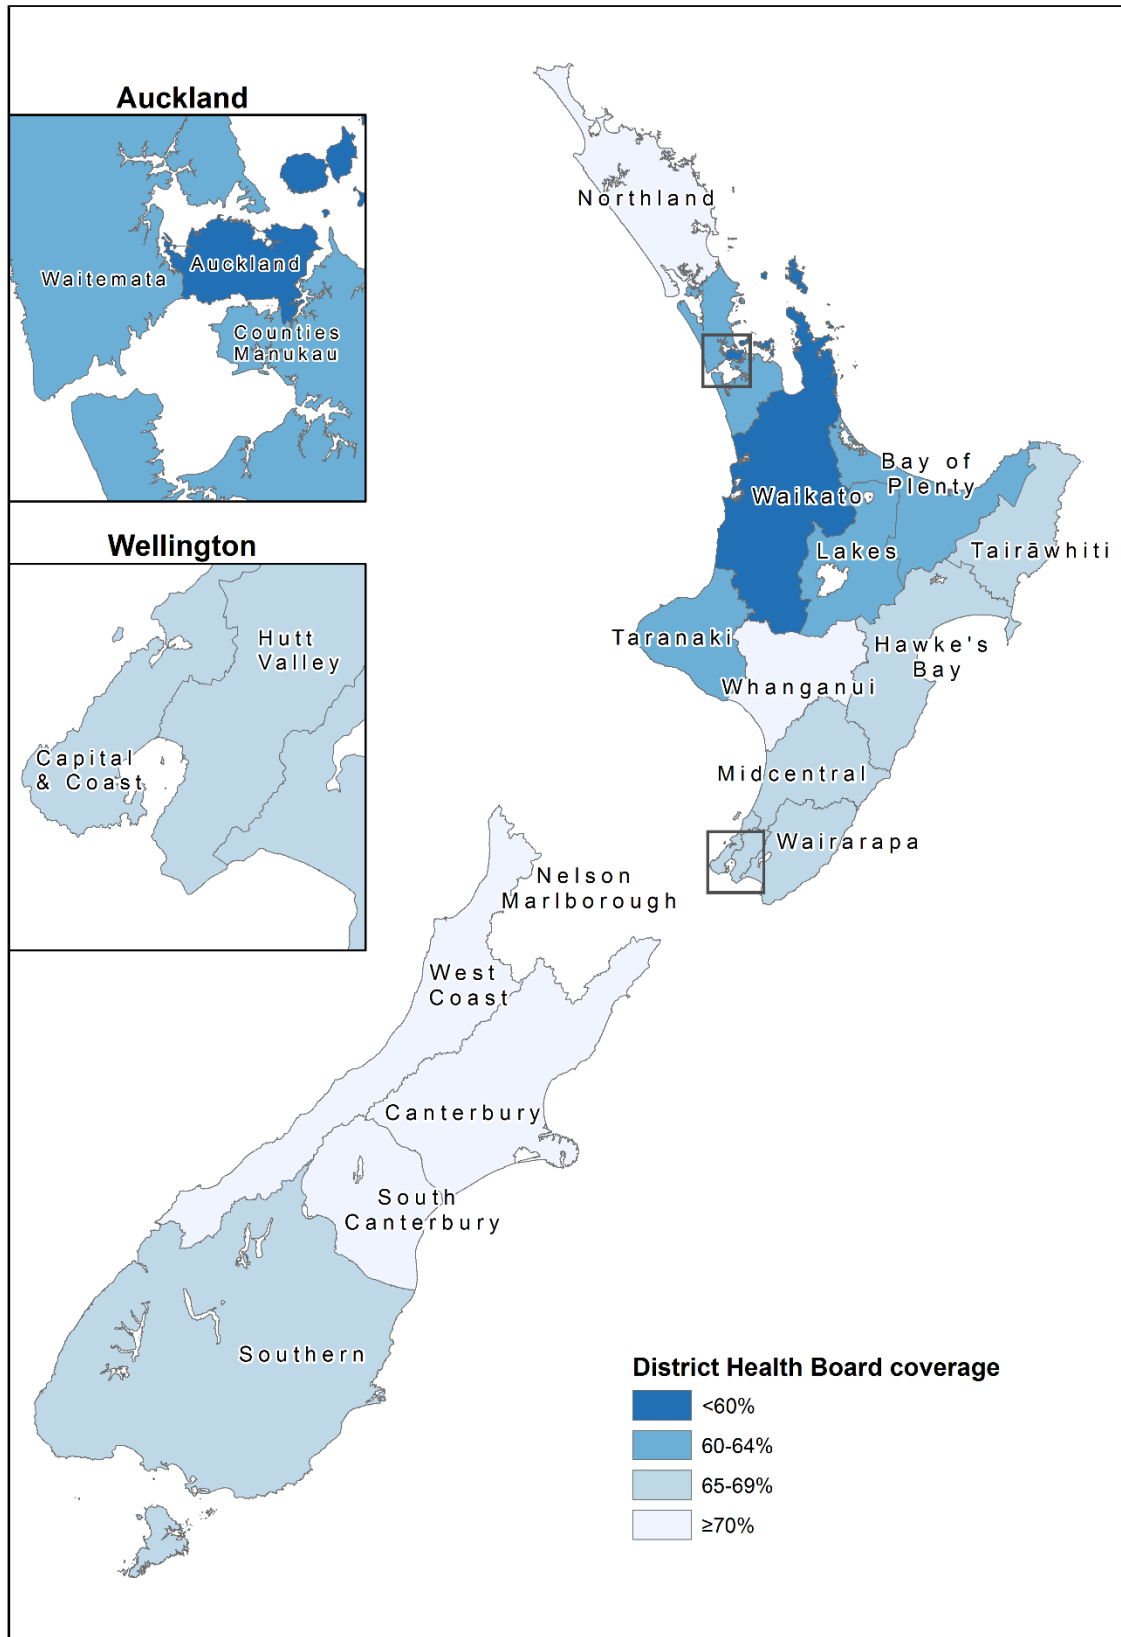 Auckland
Waitemata
Auckland
Counties
Manukau
Wellington
Hutt
Valley
Capital
& Coast
Northland
Waikato
Bay of
Plenty
Lakes
Tairāwhiti
Taranaki
Hawke's
Bay
Whanganui
Midcentral
Wairarapa
Nelson
Marlborough
West
Coast
Canterbury
South
Canterbury
Southern
District Health Board coverage
<60%
60-64%
65-69%
≥70%